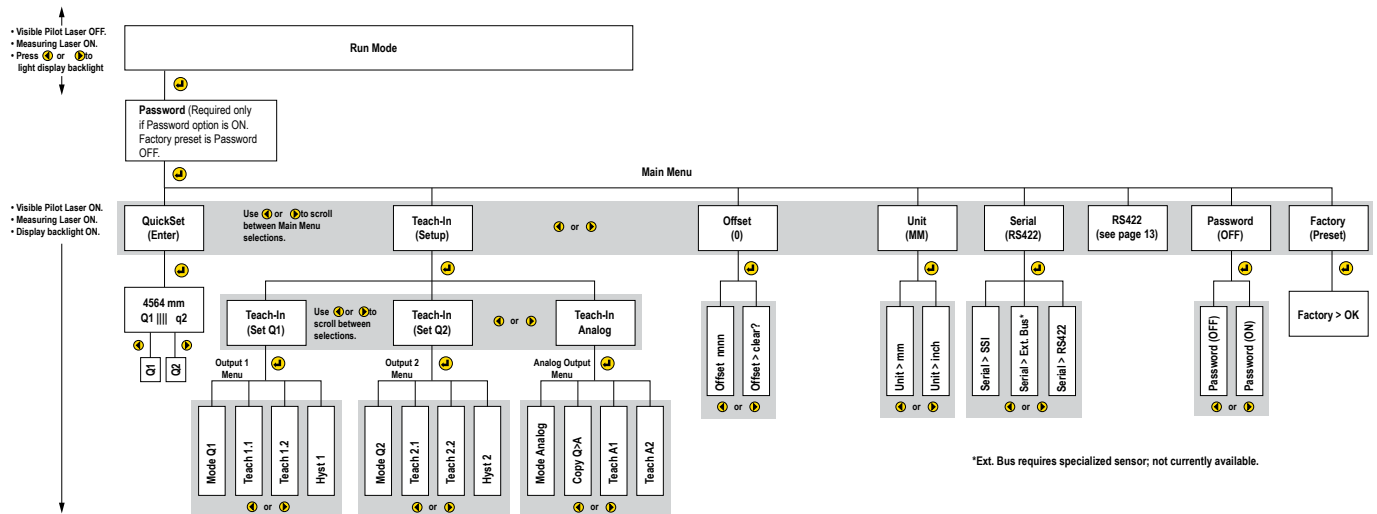 • Visible Pilot Laser OFF.
• Measuring Laser ON.
• Press or to
light display backlight
Run Mode
Password (Required only
if Password option is ON.
Factory preset is Password
OFF.
Main Menu
• Visible Pilot Laser ON.
• Measuring Laser ON.
• Display backlight ON.
QuickSet
(Enter)
Use or to scroll
between Main Menu
selections.
Teach-In
(Setup)
or
Offset
(0)
Unit
(MM)
Serial
(RS422)
RS422
(see page 13)
Password
(OFF)
Factory
(Preset)
4564 mm
Q1 |||| q2
Q1
Q2
Teach-In
(Set Q1)
Use or to
scroll between
selections.
Teach-In
(Set Q2)
or
Teach-In
Analog
Offset nnnn
Offset > clear?
or
Unit > mm
Unit > inch
or
Serial > SSI
Serial > Ext. Bus*
Serial > RS422
or
Password (OFF)
Password (ON)
or
Factory > OK
Output 1
Menu
Mode Q1
Teach 1.1
Teach 1.2
Hyst 1
or
Output 2
Menu
Mode Q2
Teach 2.1
Teach 2.2
Hyst 2
or
Analog Output
Menu
Mode Analog
Copy Q>A
Teach A1
Teach A2
or
*Ext. Bus requires specialized sensor; not currently available.